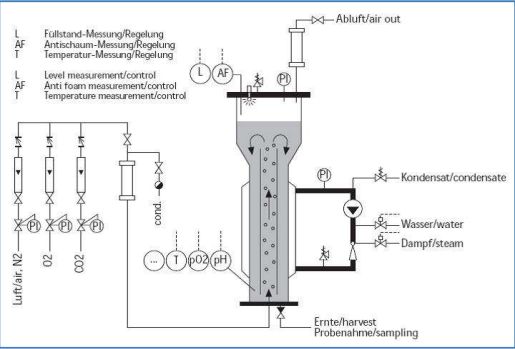 Abluft/air out
L Füllstand-Messung/Regelung
AF Antischaum-Messung/Regelung
T Temperatur-Messung/Regelung
L Level measurement/control
AF Anti foam measurement/control
T Temperature measurement/control
L
AF
PI
PI
Kondensat/condensate
Wasser/water
Dampf/steam
cond.
PI
PI
PI
Luft/air, N2
O2
CO2
...
T
pO2
pH
Ernte/harvest
Probenahme/sampling